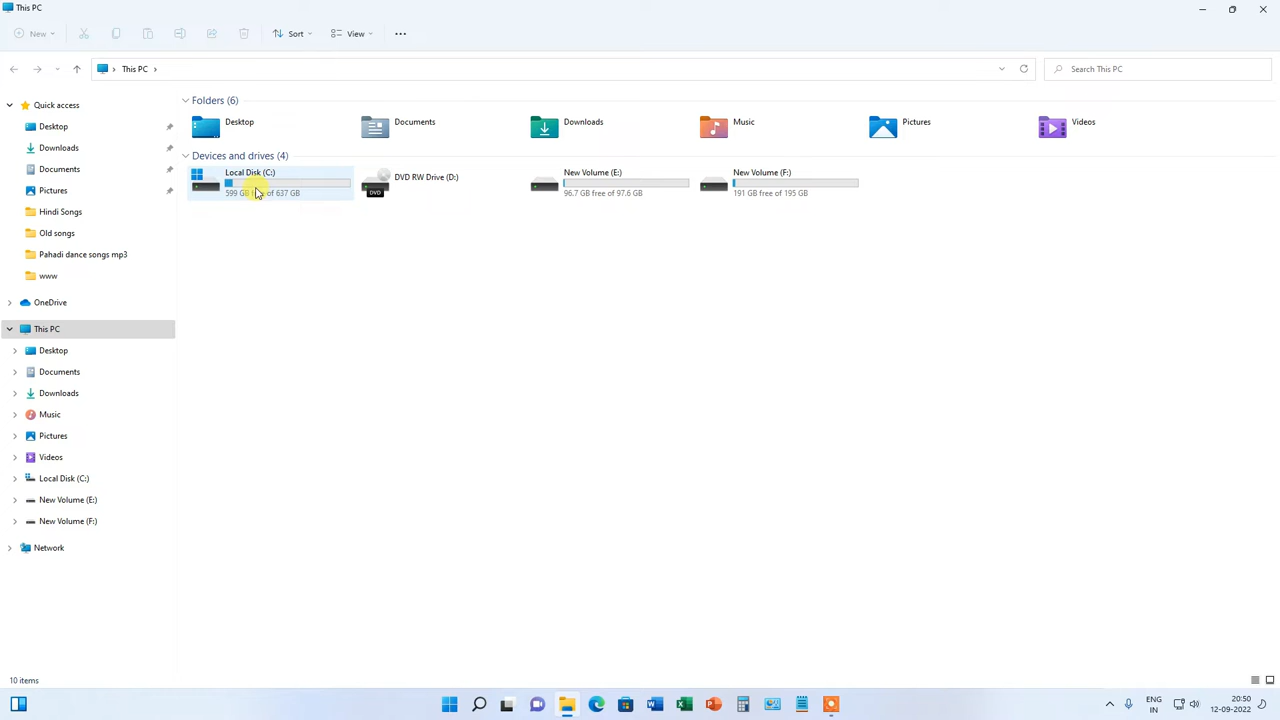 This PC
New
Sort
View
This PC
Search This PC
Quick access
Desktop
Downloads
Documents
Pictures
Hindi Songs
Old songs
Pahadi dance songs mp3
www
OneDrive
This PC
Desktop
Documents
Downloads
Music
Pictures
Videos
Local Disk (C:)
New Volume (E:)
New Volume (F:)
Network
Folders (6)
Desktop
Documents
Downloads
Music
Pictures
Videos
Devices and drives (4)
Local Disk (C:)
599 GB of 637 GB
DVD
DVD RW Drive (D:)
New Volume (E:)
96.7 GB free of 97.6 GB
New Volume (F:)
191 GB free of 195 GB
10 items
ENG
IN
20:50
12-09-2022